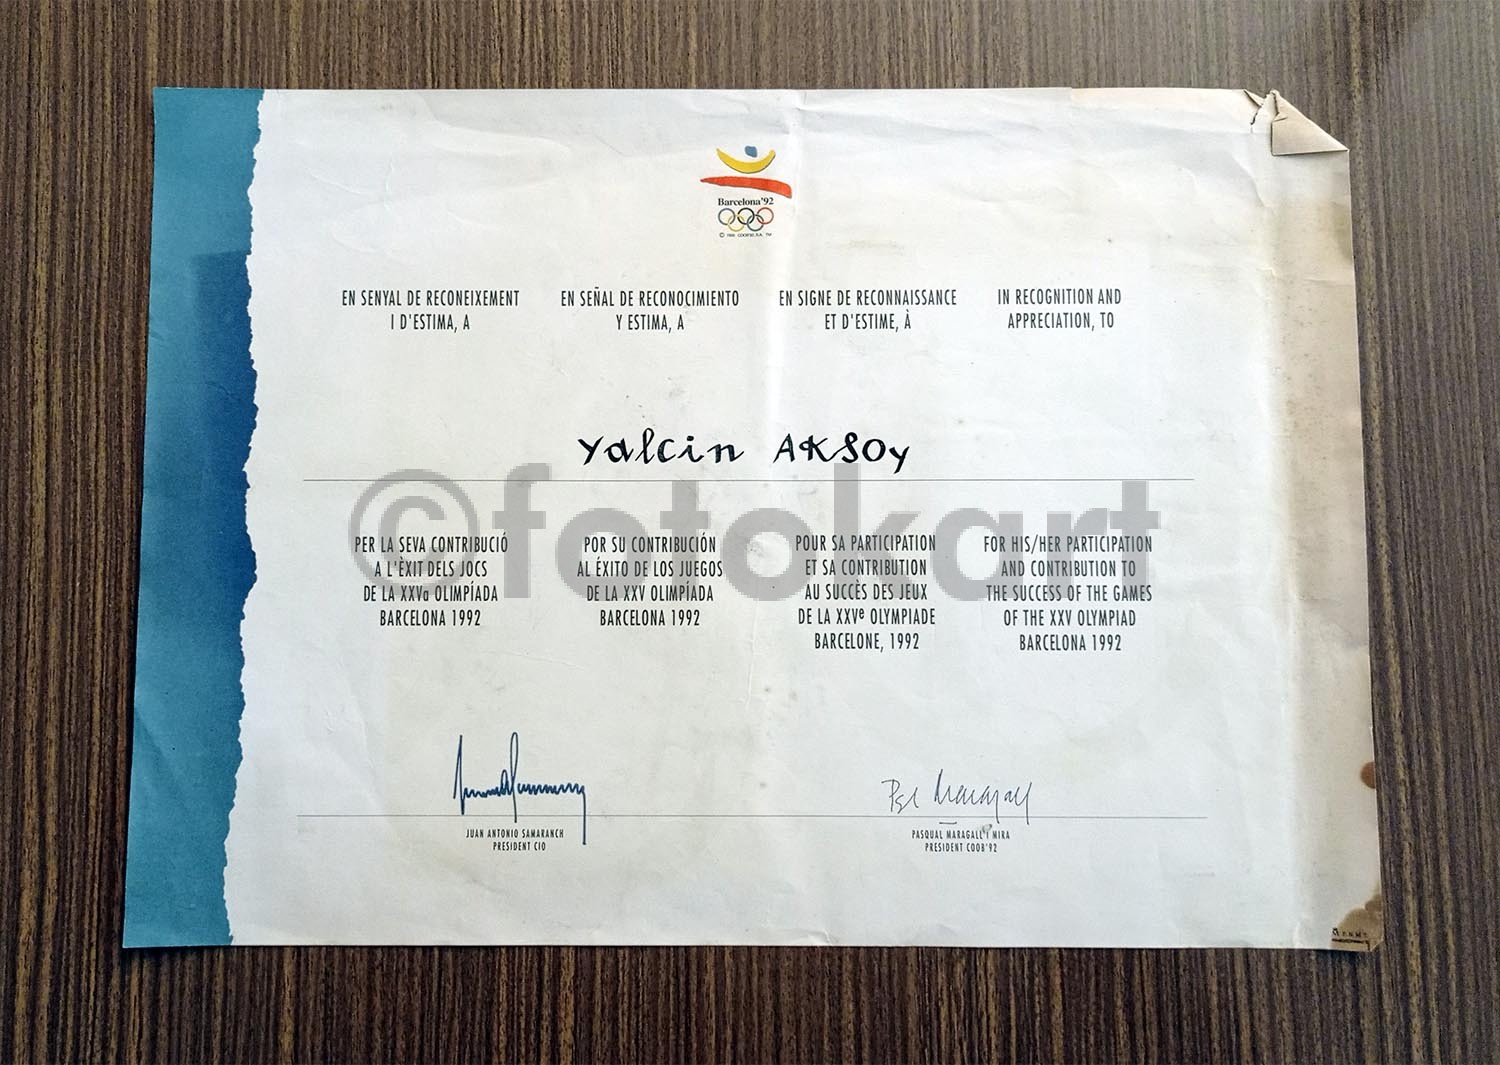 Barcelona'92
EN SENYAL DE RECONEIXEMENT
I D'ESTIMA, A
EN SEÑAL DE RECONOCIMIENTO
Y ESTIMA, A
EN SIGNE DE RECONNAISSANCE
ET D'ESTIME, À
IN RECOGNITION AND
APPRECIATION, TO
Yalcin AKSOY
©fotokart
PER LA SEVA CONTRIBUCIÓ
A L'ÈXIT DELS JOCS
DE LA XXVa OLIMPÍADA
BARCELONA 1992
POR SU CONTRIBUCIÓN
AL ÉXITO DE LOS JUEGOS
DE LA XXV OLIMPÍADA
BARCELONA 1992
POUR SA PARTICIPATION
ET SA CONTRIBUTION
AU SUCCÈS DES JEUX
DE LA XXVe OLYMPIADE
BARCELONE, 1992
FOR HIS/HER PARTICIPATION
AND CONTRIBUTION TO
THE SUCCESS OF THE GAMES
OF THE XXV OLYMPIAD
BARCELONA 1992
JUAN ANTONIO SAMARANCH
PRESIDENT CIO
PASQUAL MARAGALL I MIRA
PRESIDENT COOB'92